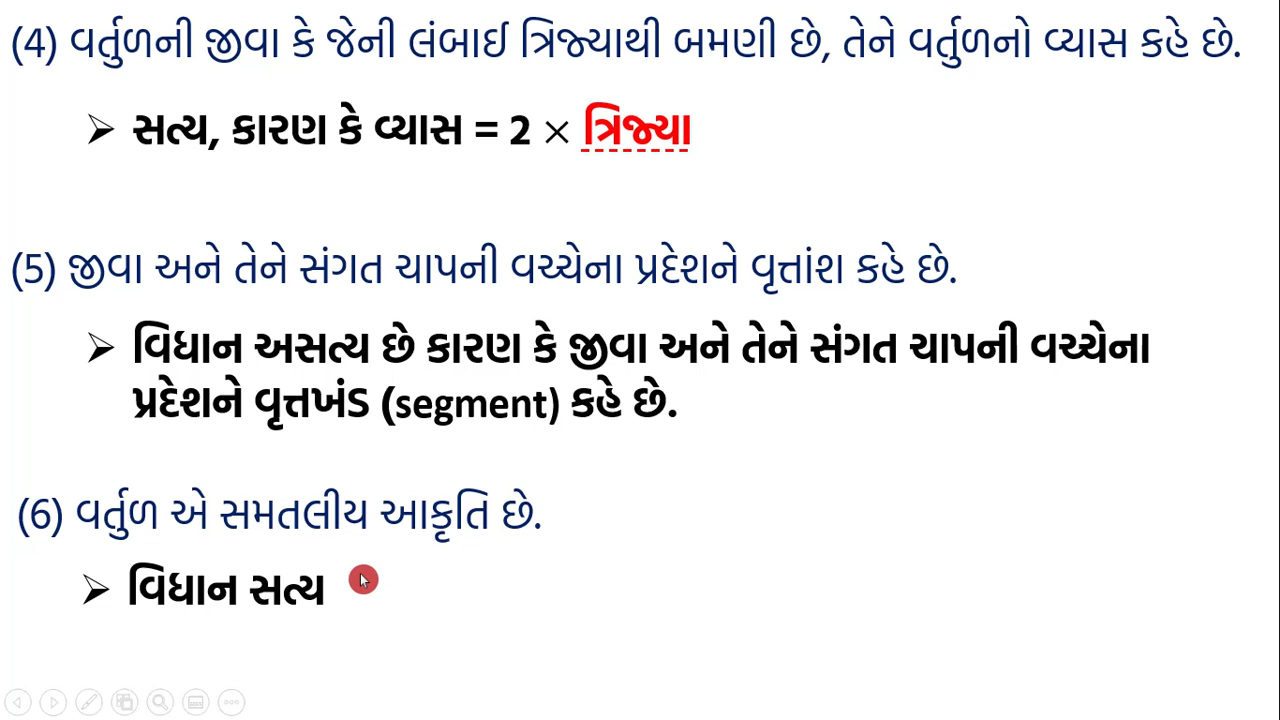 (4) વર્તુળની જીવા કે જેની લંબાઈ ત્રિજ્યાથી બમણી છે, તેને વર્તુળનો વ્યાસ કહે છે.
➢ સત્ય, કારણ કે વ્યાસ = 2 × ત્રિજ્યા
(5) જીવા અને તેને સંગત ચાપની વચ્ચેના પ્રદેશને વૃત્તાંશ કહે છે.
➢ વિધાન અસત્ય છે કારણ કે જીવા અને તેને સંગત ચાપની વચ્ચેના
પ્રદેશને વૃત્તખંડ (segment) કહે છે.
(6) વર્તુળ એ સમતલીય આકૃતિ છે.
➢ વિધાન સત્ય